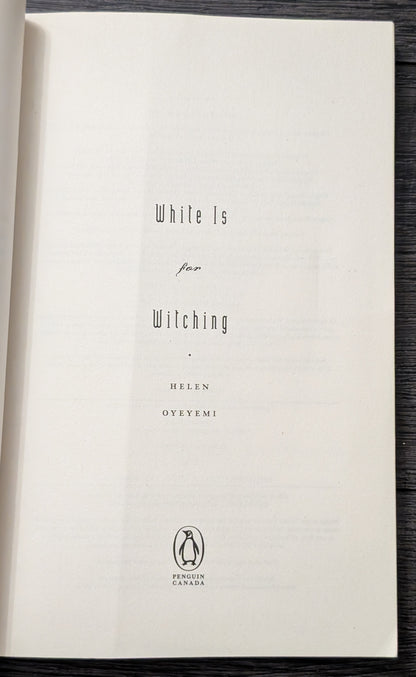 White Is
for
Witching
HELEN
OYEYEMI
PENGUIN
CANADA